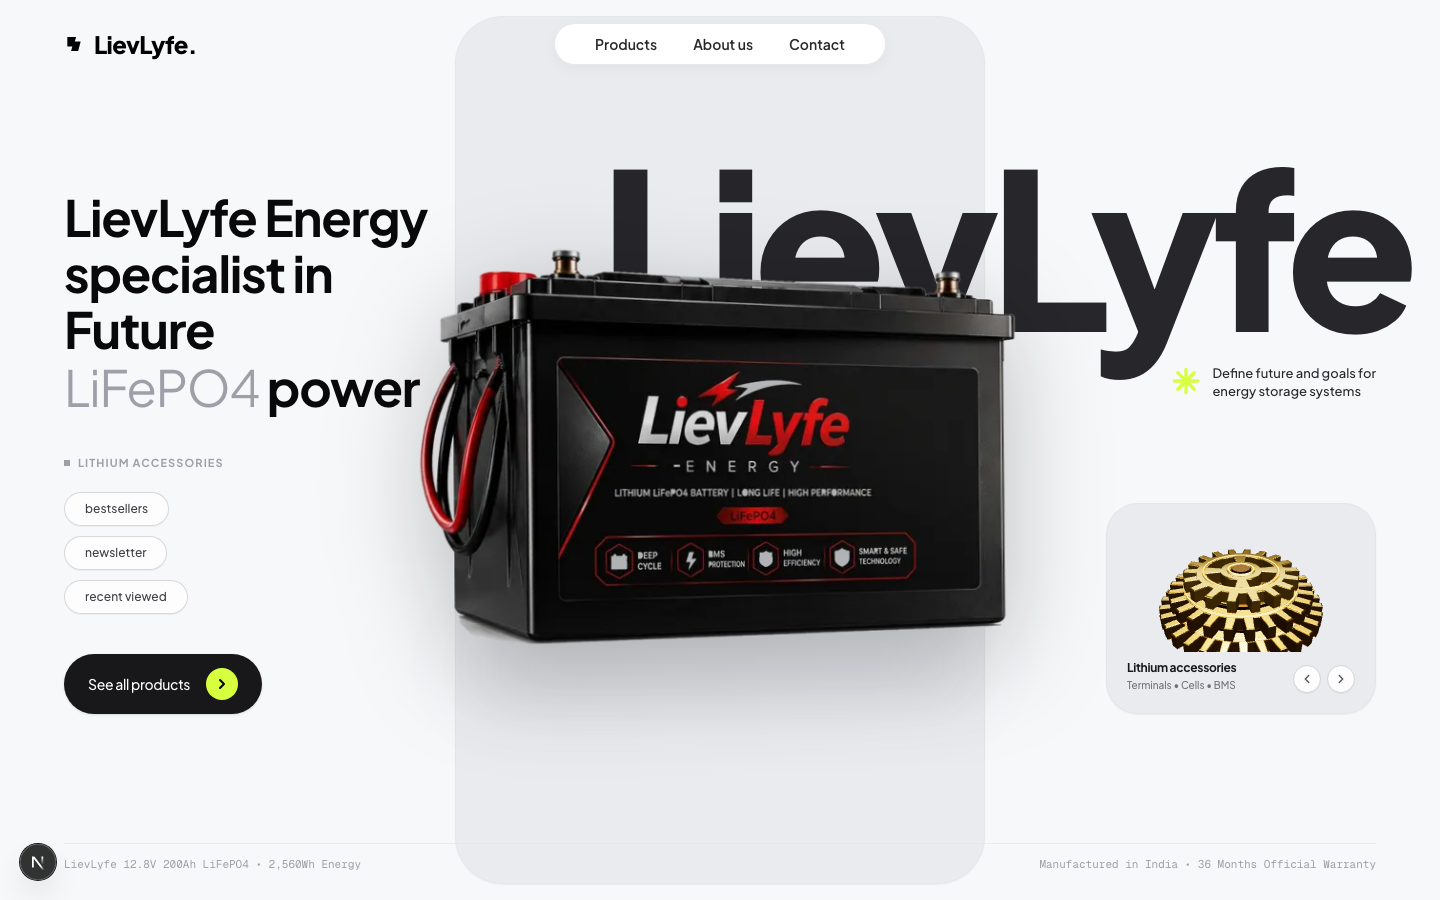 LievLyfe.
Products
About us
Contact
LievLyfe Energy
specialist in
Future
LiFePO4 power
LievLyfe
Define future and goals for
energy storage systems
LITHIUM ACCESSORIES
bestsellers
newsletter
recent viewed
See all products
LievLyfe
-ENERGY
LITHIUM LiFePO4 BATTERY | LONG LIFE | HIGH PERFORMANCE
LiFePO4
DEEP
CYCLE
BMS
PROTECTION
HIGH
EFFICIENCY
SMART & SAFE
TECHNOLOGY
Lithium accessories
Terminals • Cells • BMS
N
LievLyfe 12.8V 200Ah LiFePO4 • 2,560Wh Energy
Manufactured in India • 36 Months Official Warranty